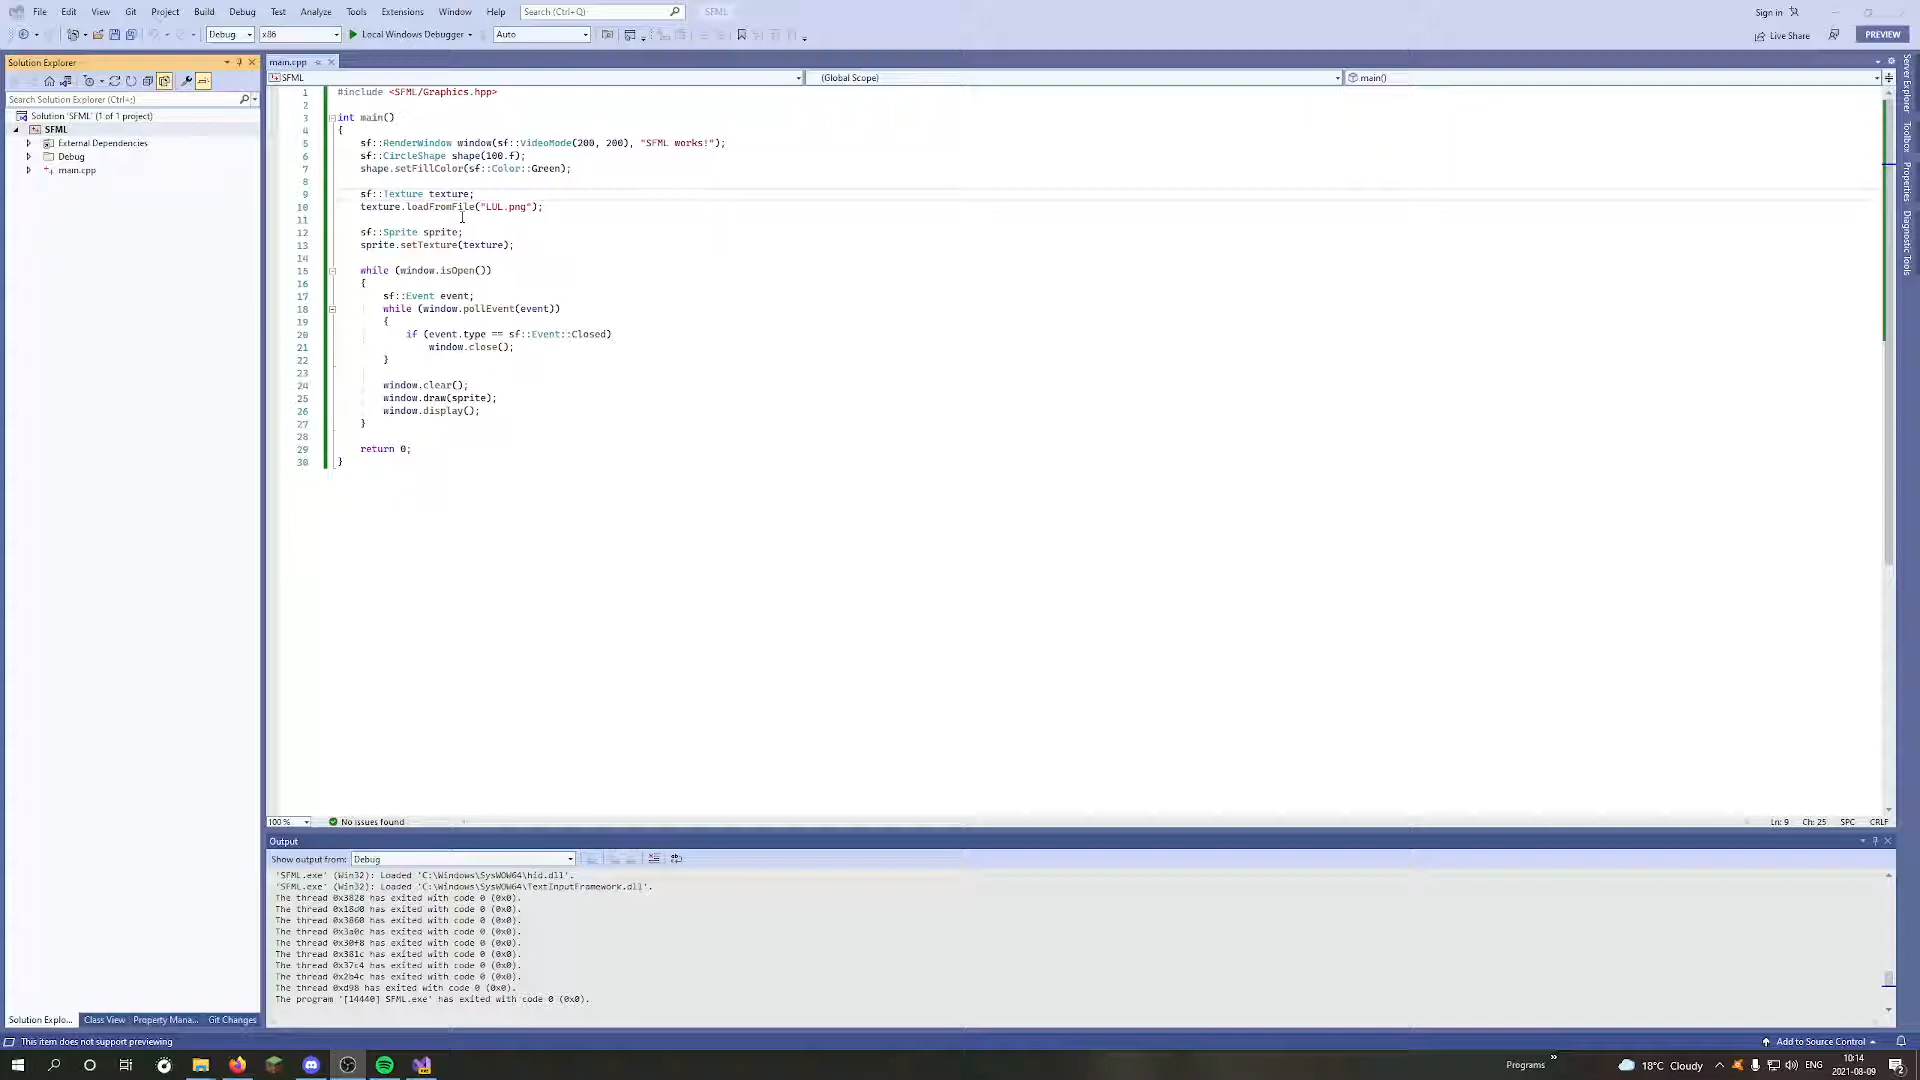 File Edit View Git Project Build Debug Test Analyze Tools Extensions Window Help Search (Ctrl+Q) SFML Sign in
Debug x86 Local Windows Debugger Auto Live Share PREVIEW
Solution Explorer
Search Solution Explorer (Ctrl+;)
Solution 'SFML' (1 of 1 project)
SFML
External Dependencies
Debug
main.cpp
main.cpp
SFML (Global Scope) main()
1 #include <SFML/Graphics.hpp>
2
3 int main()
4 {
5 sf::RenderWindow window(sf::VideoMode(200, 200), "SFML works!");
6 sf::CircleShape shape(100.f);
7 shape.setFillColor(sf::Color::Green);
8
9 sf::Texture texture;
10 texture.loadFromFile("LUL.png");
11
12 sf::Sprite sprite;
13 sprite.setTexture(texture);
14
15 while (window.isOpen())
16 {
17 sf::Event event;
18 while (window.pollEvent(event))
19 {
20 if (event.type == sf::Event::Closed)
21 window.close();
22 }
23
24 window.clear();
25 window.draw(sprite);
26 window.display();
27 }
28
29 return 0;
30 }
Server Explorer
Toolbox
Properties
Diagnostic Tools
100 % No issues found Ln: 9 Ch: 25 SPC CRLF
Output
Show output from: Debug
'SFML.exe' (Win32): Loaded 'C:\Windows\SysWOW64\hid.dll'.
'SFML.exe' (Win32): Loaded 'C:\Windows\SysWOW64\TextInputFramework.dll'.
The thread 0x3828 has exited with code 0 (0x0).
The thread 0x18d0 has exited with code 0 (0x0).
The thread 0x3860 has exited with code 0 (0x0).
The thread 0x3a0c has exited with code 0 (0x0).
The thread 0x30f8 has exited with code 0 (0x0).
The thread 0x381c has exited with code 0 (0x0).
The thread 0x37c4 has exited with code 0 (0x0).
The thread 0x2b4c has exited with code 0 (0x0).
The thread 0xd98 has exited with code 0 (0x0).
The program '[14440] SFML.exe' has exited with code 0 (0x0).
Solution Explo... Class View Property Mana... Git Changes
This item does not support previewing Add to Source Control
Programs 18°C Cloudy ENG 10:14
2021-08-09
2